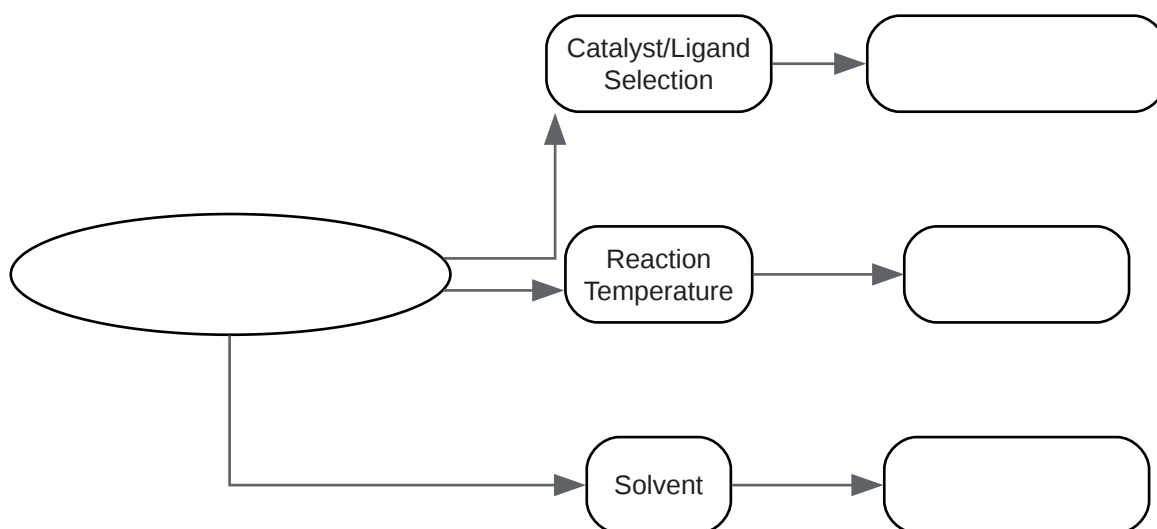 Catalyst/Ligand
Selection
Reaction
Temperature
Solvent